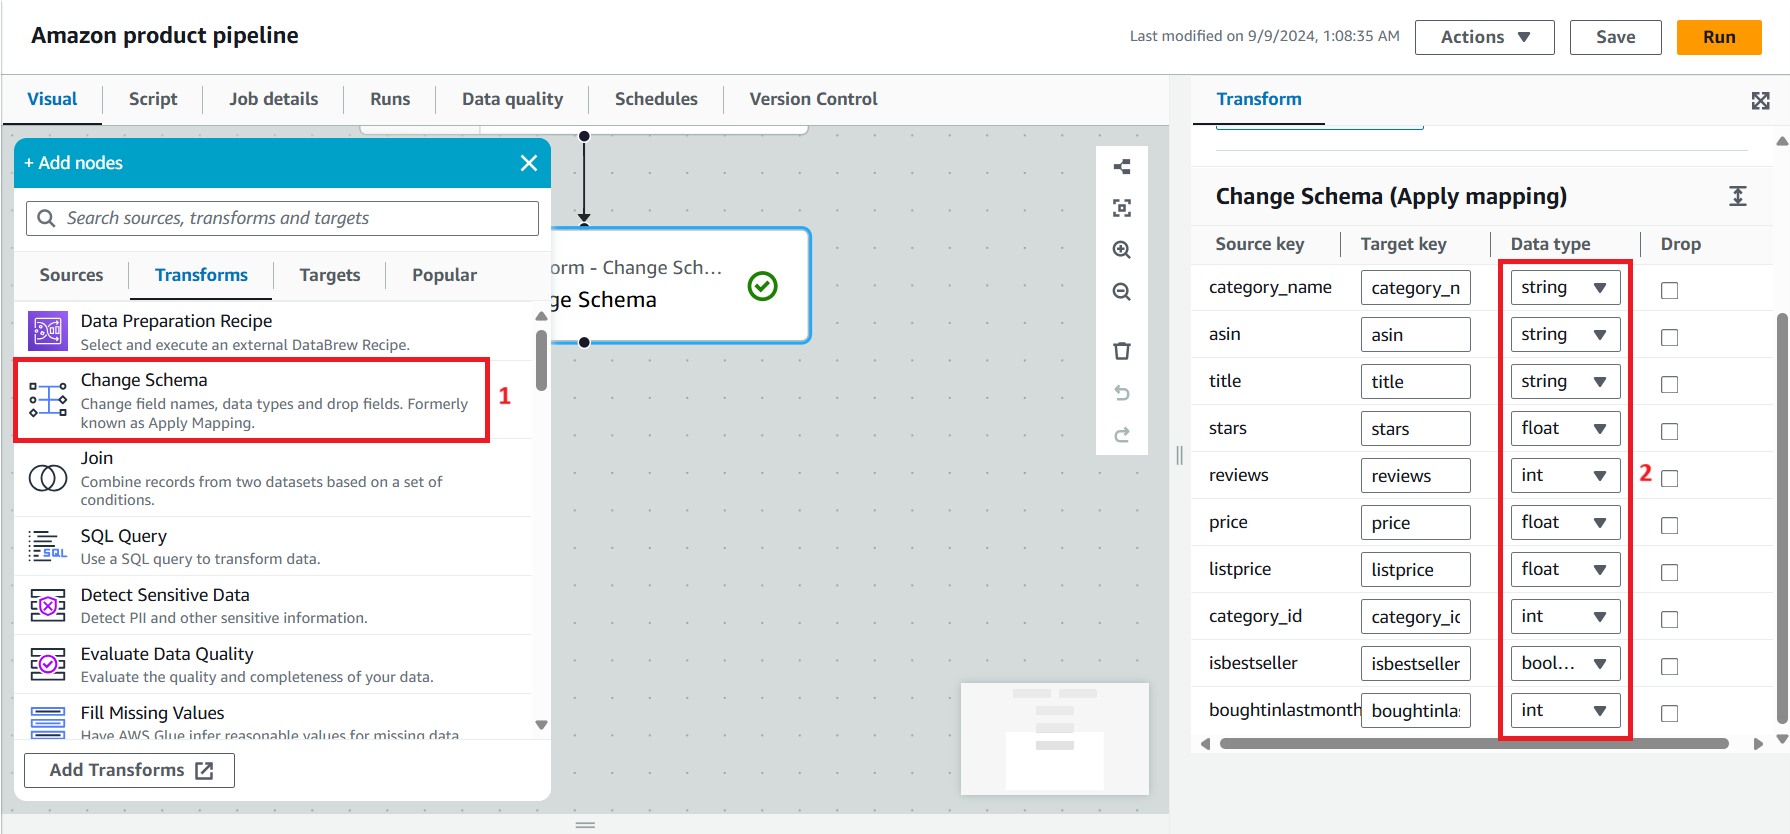 Amazon product pipeline
Last modified on 9/9/2024, 1:08:35 AM
Actions
Save
Run
Visual
Script
Job details
Runs
Data quality
Schedules
Version Control
Transform
+ Add nodes
Search sources, transforms and targets
Sources
Transforms
Targets
Popular
Data Preparation Recipe
Select and execute an external DataBrew Recipe.
Change Schema
Change field names, data types and drop fields. Formerly
known as Apply Mapping.
1
Join
Combine records from two datasets based on a set of
conditions.
SQL
SQL Query
Use a SQL query to transform data.
Detect Sensitive Data
Detect PII and other sensitive information.
Evaluate Data Quality
Evaluate the quality and completeness of your data.
Fill Missing Values
Have AWS Glue infer reasonable values for missing data
Add Transforms
orm - Change Sch...
ge Schema
Change Schema (Apply mapping)
Source key
Target key
Data type
Drop
category_name
category_n
string
asin
asin
string
title
title
string
stars
stars
float
reviews
reviews
int
2
price
price
float
listprice
listprice
float
category_id
category_ic
int
isbestseller
isbestseller
bool...
boughtinlastmonth
boughtinla
int